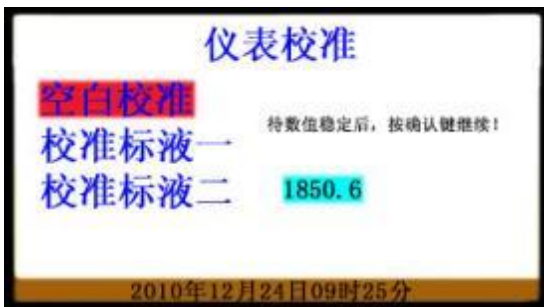 仪表校准
空白校准
待数值稳定后，按确认键继续！
校准标液一
校准标液二
1850.6
2010年12月24日09时25分